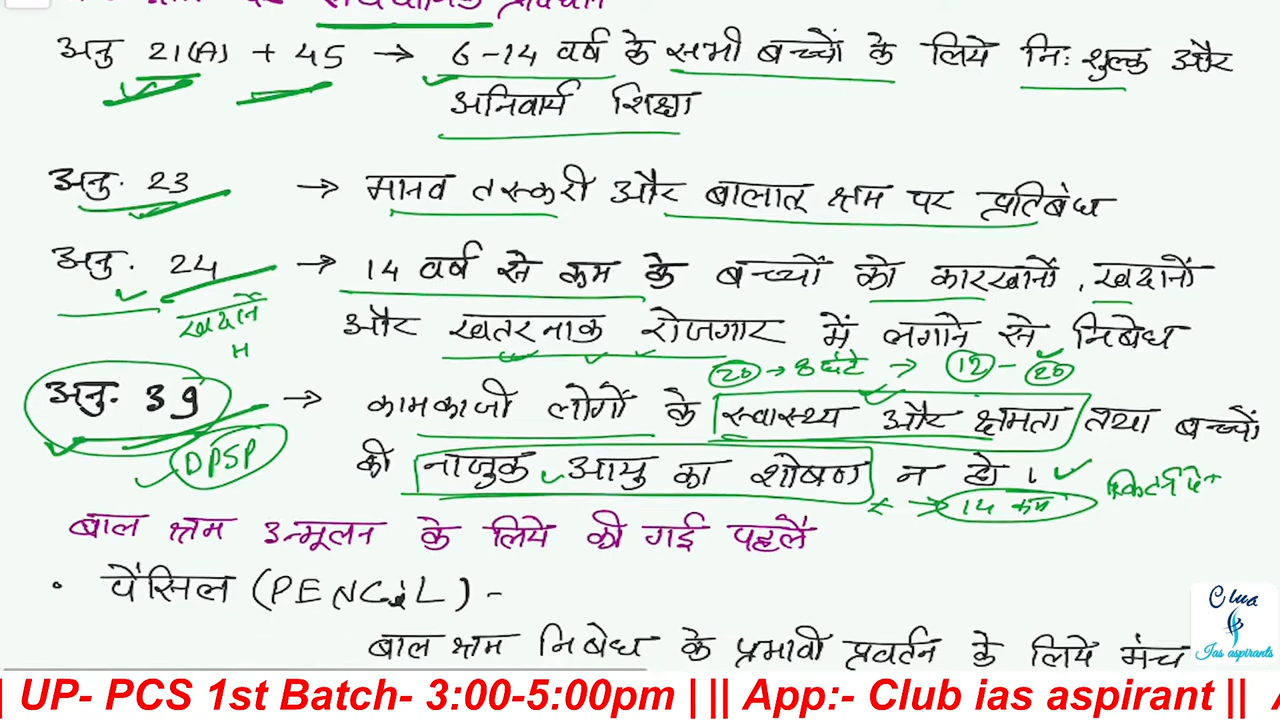 अनु 21(A) + 45 → 6-14 वर्ष के सभी बच्चों के लिये निः शुल्क और
अनिवार्य शिक्षा
अनु. 23 → मानव तस्करी और बालात् श्रम पर प्रतिबंध
अनु. 24 → 14 वर्ष से कम के बच्चों को कारखानों, खदानों
खदानें
और खतरनाक रोजगार में लगाने से निषेध
20 → 8 घंटे → 12 - 20
अनु. 39 → कामकाजी लोगों के स्वास्थ्य और क्षमता तथा बच्चों
DPSP
की नाजुक आयु का शोषण न हो।
14 कम
बाल श्रम उन्मूलन के लिये की गई पहलें
• पेंसिल (PENCiL) -
बाल श्रम निषेध के प्रभावी प्रवर्तन के लिये मंच
Club
Ias aspirants
| UP- PCS 1st Batch- 3:00-5:00pm | || App:- Club ias aspirant ||